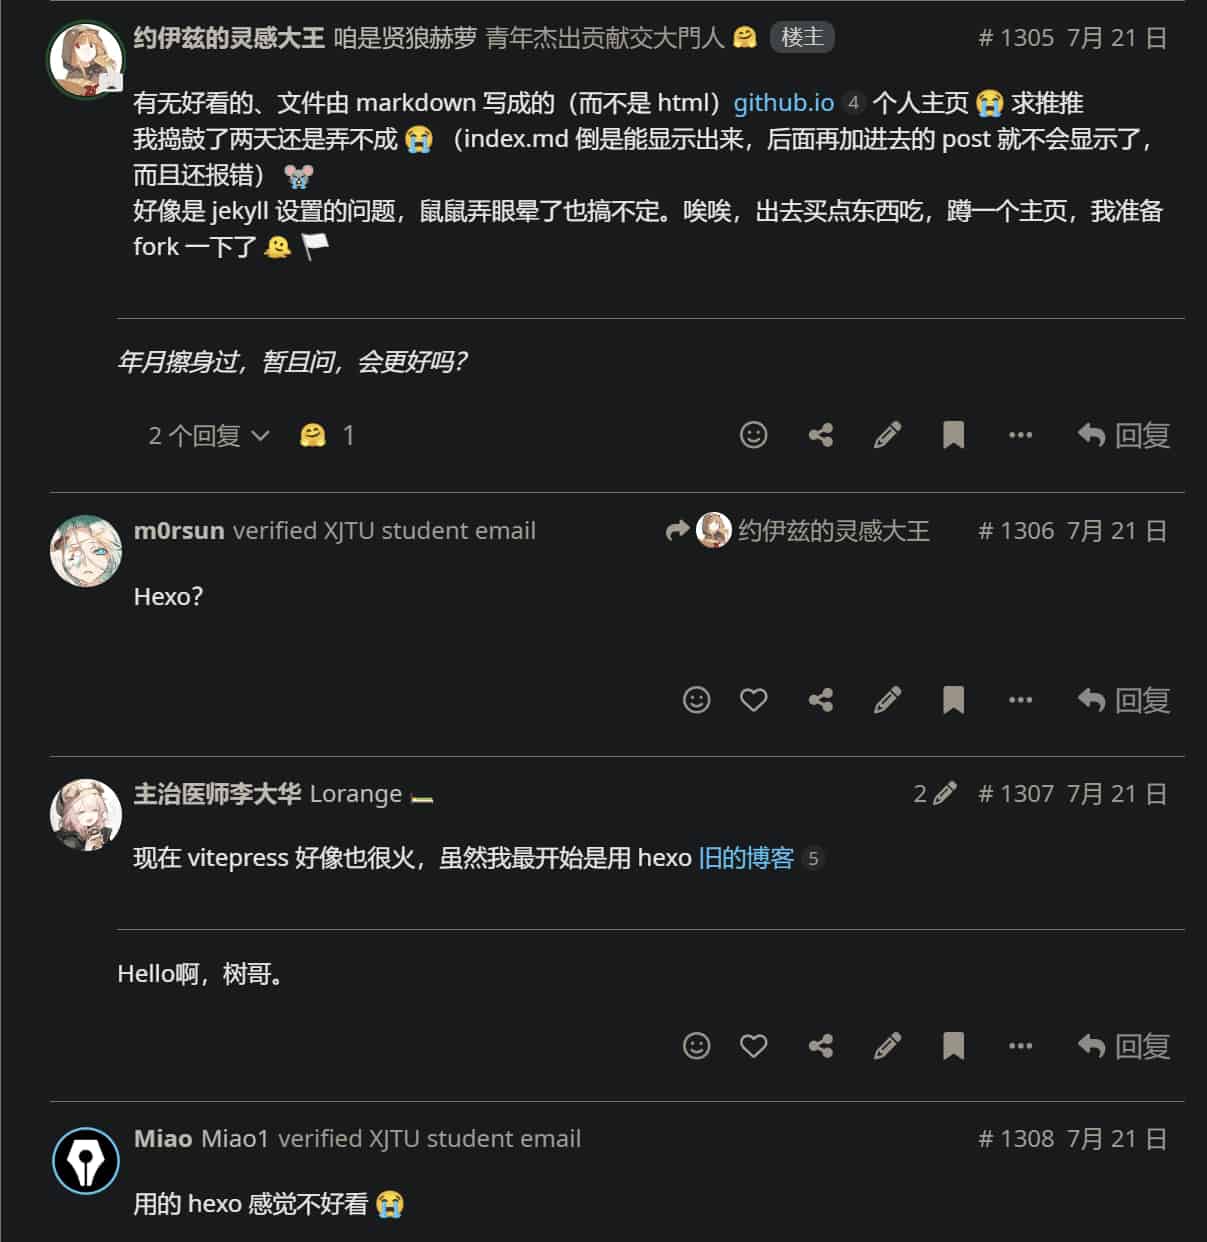 约伊兹的灵感大王 咱是贤狼赫萝 青年杰出贡献交大門人 🤗 楼主 # 1305 7月 21 日
有无好看的、文件由 markdown 写成的（而不是 html）github.io 4 个人主页 😭 求推推
我捣鼓了两天还是弄不成 😭 （index.md 倒是能显示出来，后面再加进去的 post 就不会显示了，
而且还报错）
好像是 jekyll 设置的问题，鼠鼠弄眼晕了也搞不定。唉唉，出去买点东西吃，蹲一个主页，我准备
fork 一下了 🫠 🏳️
年月擦身过，暂且问，会更好吗？
2 个回复 🤗 1 回复
m0rsun verified XJTU student email 约伊兹的灵感大王 # 1306 7月 21 日
Hexo？
回复
主治医师李大华 Lorange 2 # 1307 7月 21 日
现在 vitepress 好像也很火，虽然我最开始是用 hexo 旧的博客 5
Hello啊，树哥。
回复
Miao Miao1 verified XJTU student email # 1308 7月 21 日
用的 hexo 感觉不好看 😭